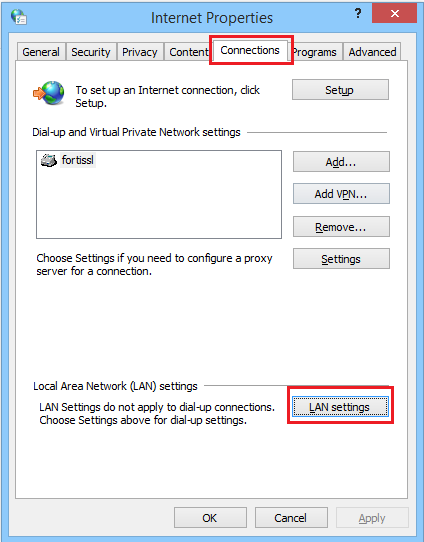 Internet Properties
?
General Security Privacy Content Connections Programs Advanced
To set up an Internet connection, click
Setup.
Setup
Dial-up and Virtual Private Network settings
fortissl
Add...
Add VPN...
Remove...
Choose Settings if you need to configure a proxy
server for a connection.
Settings
Local Area Network (LAN) settings
LAN Settings do not apply to dial-up connections.
Choose Settings above for dial-up settings.
LAN settings
OK Cancel Apply